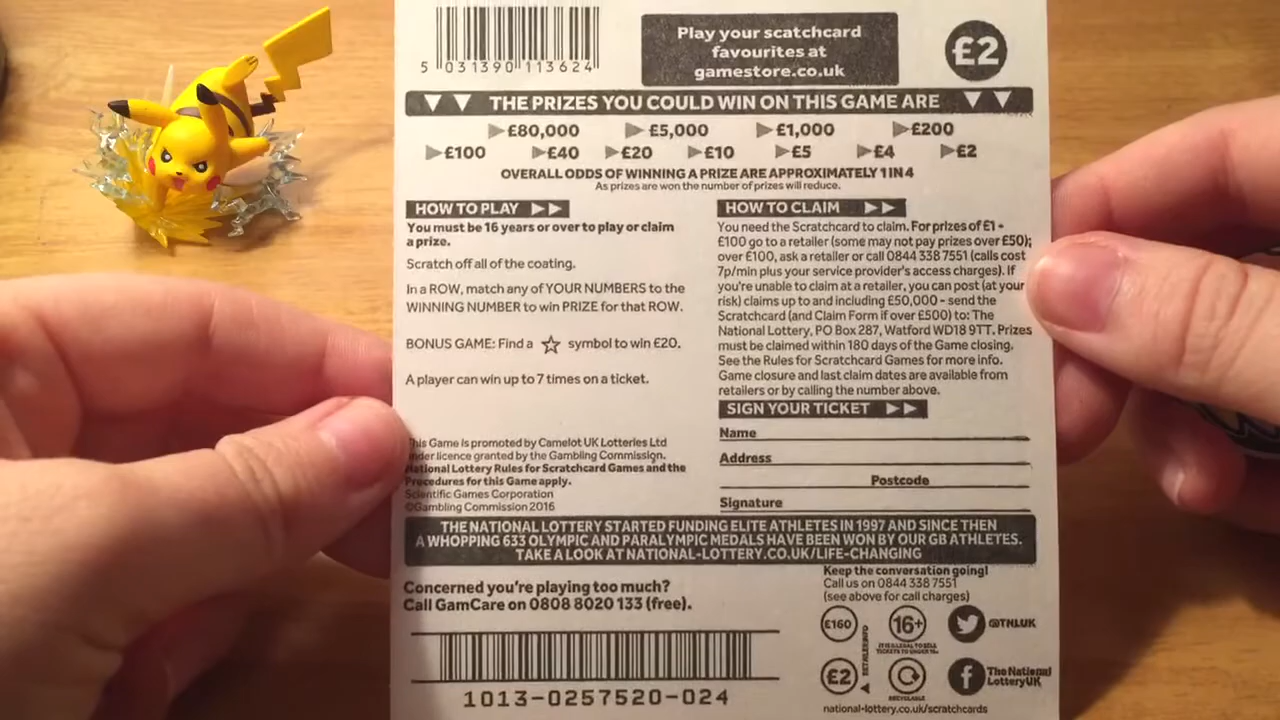 5 031390 113624
Play your scatchcard
favourites at
gamestore.co.uk
£2
THE PRIZES YOU COULD WIN ON THIS GAME ARE
£80,000 £5,000 £1,000 £200
£100 £40 £20 £10 £5 £4 £2
OVERALL ODDS OF WINNING A PRIZE ARE APPROXIMATELY 1 IN 4
As prizes are won the number of prizes will reduce.
HOW TO PLAY
You must be 16 years or over to play or claim
a prize.
Scratch off all of the coating.
In a ROW, match any of YOUR NUMBERS to the
WINNING NUMBER to win PRIZE for that ROW.
BONUS GAME: Find a ☆ symbol to win £20.
A player can win up to 7 times on a ticket.
This Game is promoted by Camelot UK Lotteries Ltd
under licence granted by the Gambling Commission.
National Lottery Rules for Scratchcard Games and the
Procedures for this Game apply.
Scientific Games Corporation
©Gambling Commission 2016
HOW TO CLAIM
You need the Scratchcard to claim. For prizes of £1 -
£100 go to a retailer (some may not pay prizes over £50);
over £100, ask a retailer or call 0844 338 7551 (calls cost
7p/min plus your service provider's access charges). If
you're unable to claim at a retailer, you can post (at your
risk) claims up to and including £50,000 - send the
Scratchcard (and Claim Form if over £500) to: The
National Lottery, PO Box 287, Watford WD18 9TT. Prizes
must be claimed within 180 days of the Game closing.
See the Rules for Scratchcard Games for more info.
Game closure and last claim dates are available from
retailers or by calling the number above.
SIGN YOUR TICKET
Name
Address
Postcode
Signature
THE NATIONAL LOTTERY STARTED FUNDING ELITE ATHLETES IN 1997 AND SINCE THEN
A WHOPPING 633 OLYMPIC AND PARALYMPIC MEDALS HAVE BEEN WON BY OUR GB ATHLETES.
TAKE A LOOK AT NATIONAL-LOTTERY.CO.UK/LIFE-CHANGING
Concerned you're playing too much?
Call GamCare on 0808 8020 133 (free).
1013-0257520-024
Keep the conversation going!
Call us on 0844 338 7551
(see above for call charges)
£160
16+
IT IS ILLEGAL TO SELL
TICKETS TO UNDER 16s
@TNLUK
RETAILER INFO
£2
RECYCLABLE
The National
Lottery UK
national-lottery.co.uk/scratchcards